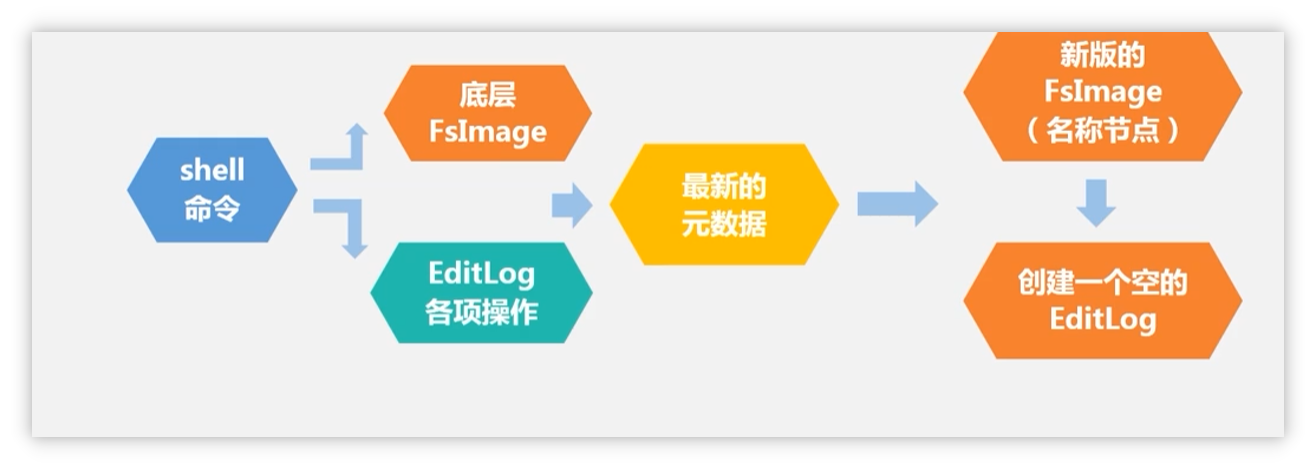 shell
命令
底层
FsImage
EditLog
各项操作
最新的
元数据
新版的
FsImage
（名称节点）
创建一个空的
EditLog